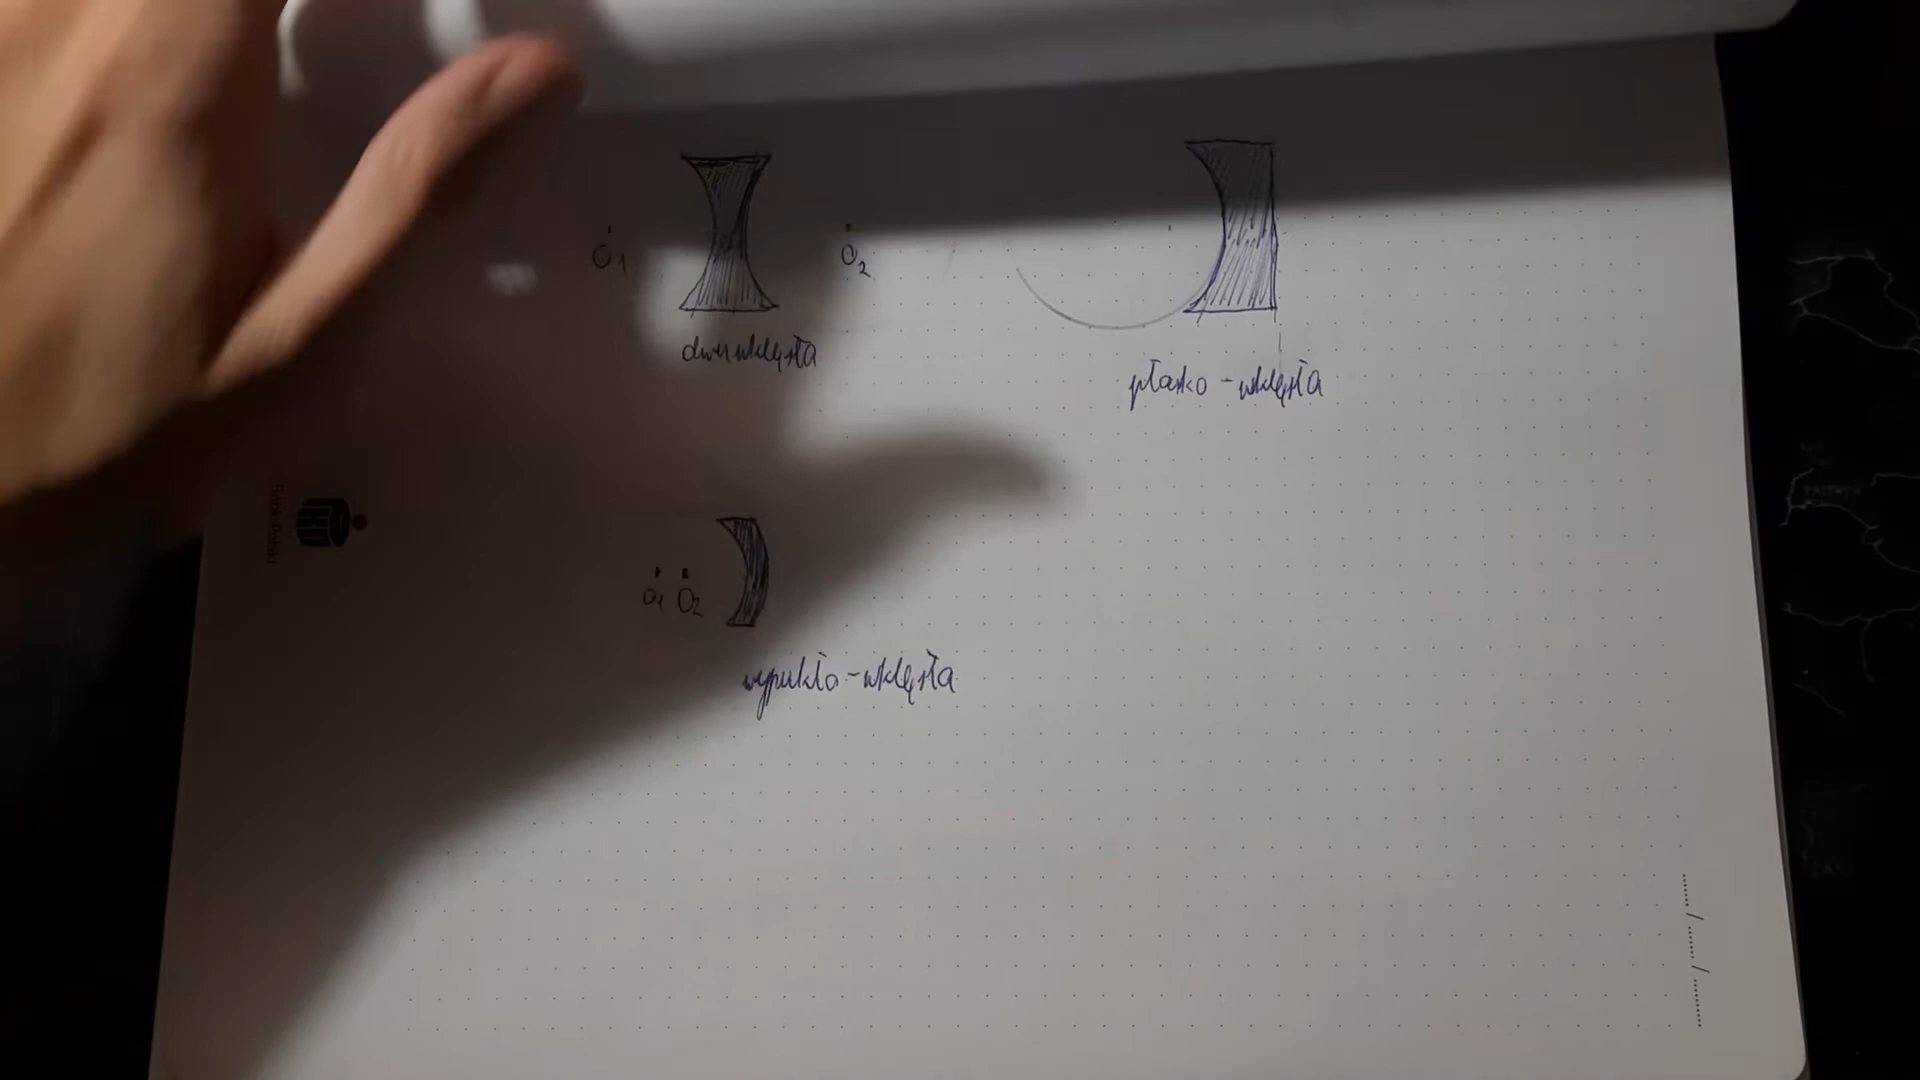 O1
O2
dwuwklęsła
płasko-wklęsła
O1 O2
wypukło-wklęsła